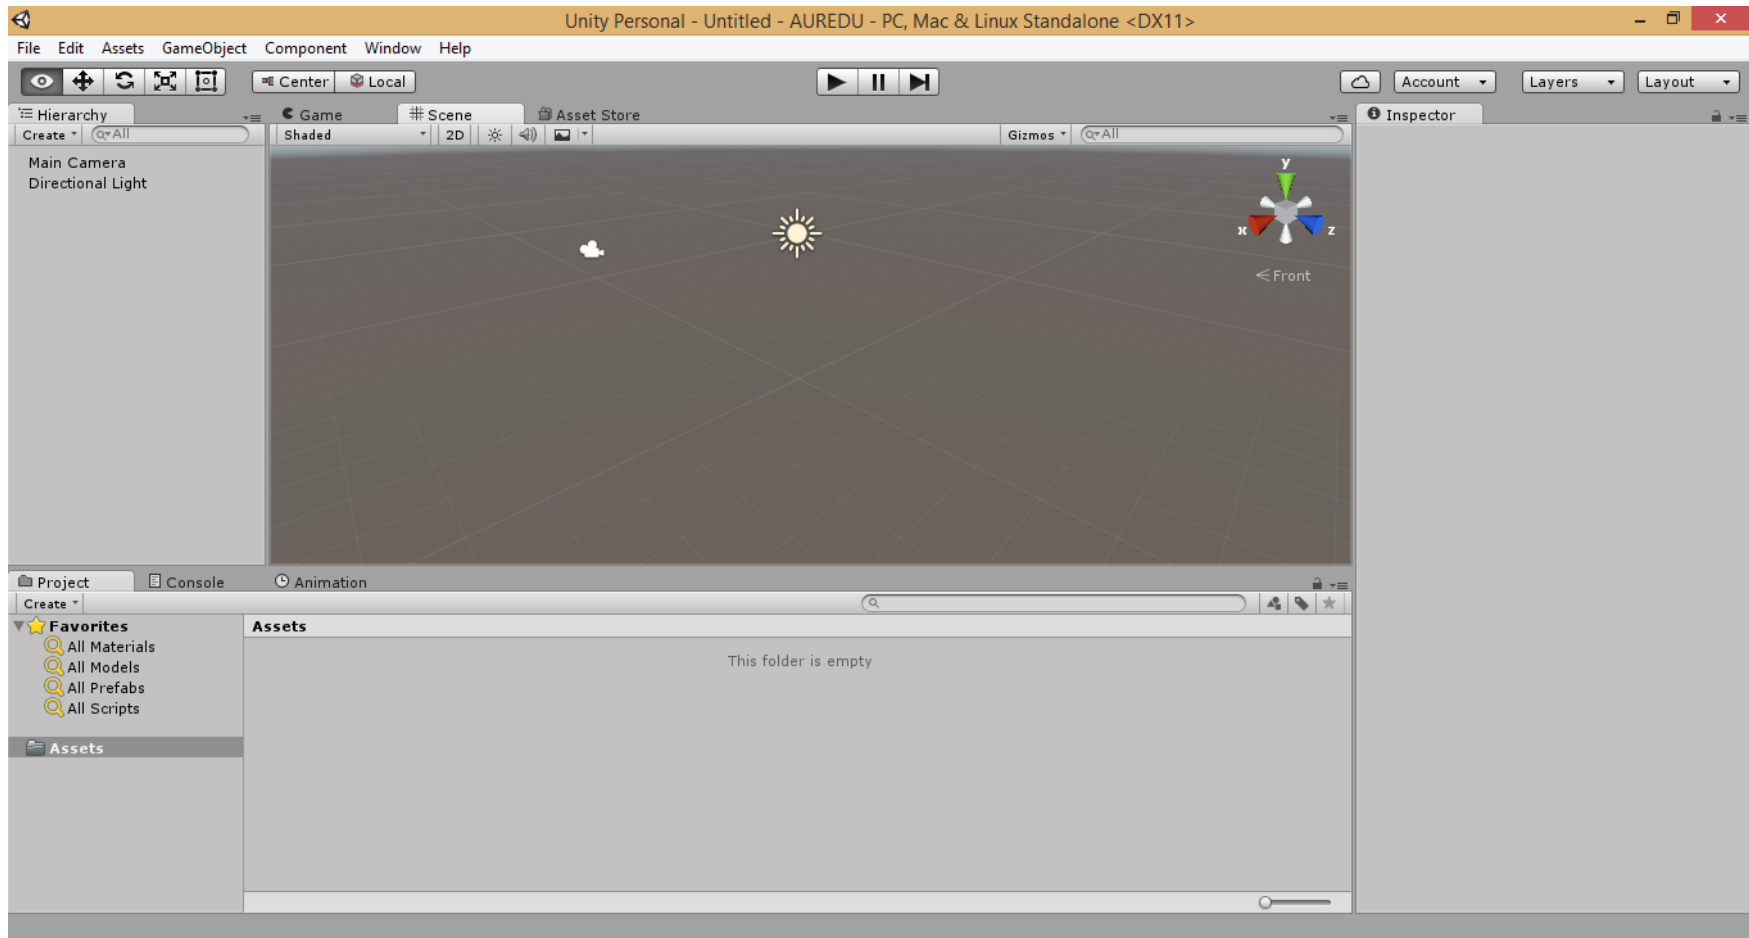 Unity Personal - Untitled - AUREDU - PC, Mac & Linux Standalone <DX11>
File Edit Assets GameObject Component Window Help
Center Local Account Layers Layout
Hierarchy Game Scene Asset Store Inspector
Create All Shaded 2D Gizmos All
Main Camera
Directional Light
y
x z
Front
Project Console Animation
Create
Favorites Assets
All Materials
All Models
All Prefabs
All Scripts
This folder is empty
Assets